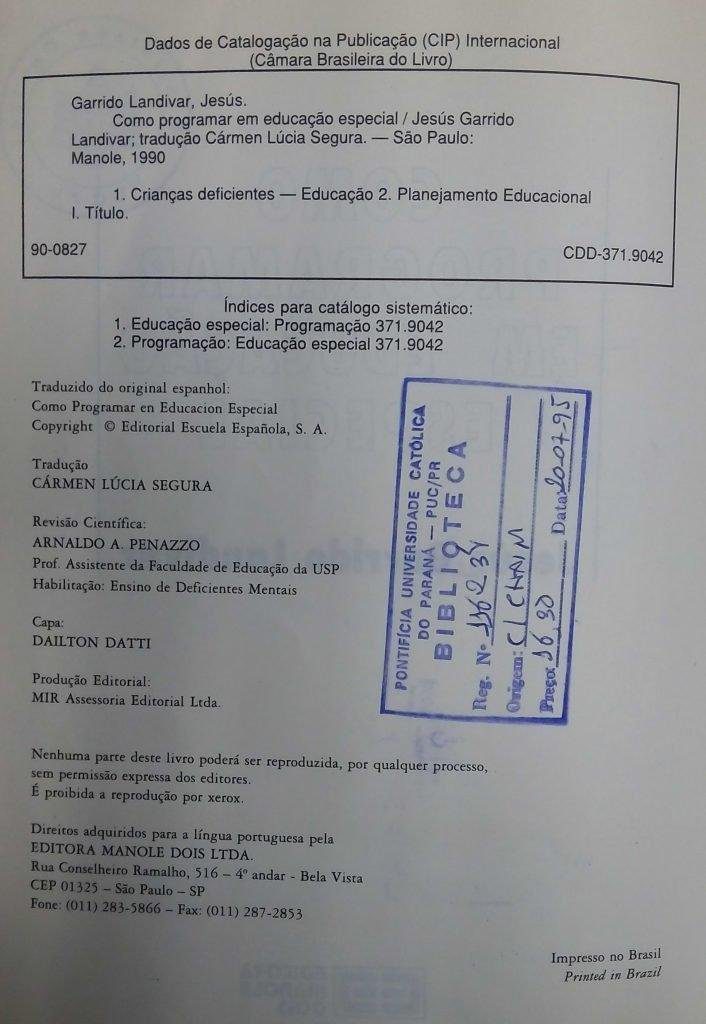 Dados de Catalogação na Publicação (CIP) Internacional
(Câmara Brasileira do Livro)
Garrido Landivar, Jesús.
Como programar em educação especial / Jesús Garrido
Landivar; tradução Cármen Lúcia Segura. — São Paulo:
Manole, 1990
1. Crianças deficientes — Educação 2. Planejamento Educacional
I. Título.
90-0827
CDD-371.9042
Índices para catálogo sistemático:
1. Educação especial: Programação 371.9042
2. Programação: Educação especial 371.9042
Traduzido do original espanhol:
Como Programar en Educacion Especial
Copyright © Editorial Escuela Española, S. A.
Tradução
CÁRMEN LÚCIA SEGURA
Revisão Científica:
ARNALDO A. PENAZZO
Prof. Assistente da Faculdade de Educação da USP
Habilitação: Ensino de Deficientes Mentais
Capa:
DAILTON DATTI
Produção Editorial:
MIR Assessoria Editorial Ltda.
PONTIFÍCIA UNIVERSIDADE CATÓLICA
DO PARANÁ — PUC/PR
BIBLIOTECA
Reg. Nº 116234
Origem: C/ CHAIM
Preço: 16,30 Data: 20-07-95
Nenhuma parte deste livro poderá ser reproduzida, por qualquer processo,
sem permissão expressa dos editores.
É proibida a reprodução por xerox.
Direitos adquiridos para a língua portuguesa pela
EDITORA MANOLE DOIS LTDA.
Rua Conselheiro Ramalho, 516 – 4º andar - Bela Vista
CEP 01325 – São Paulo – SP
Fone: (011) 283-5866 – Fax: (011) 287-2853
Impresso no Brasil
Printed in Brazil